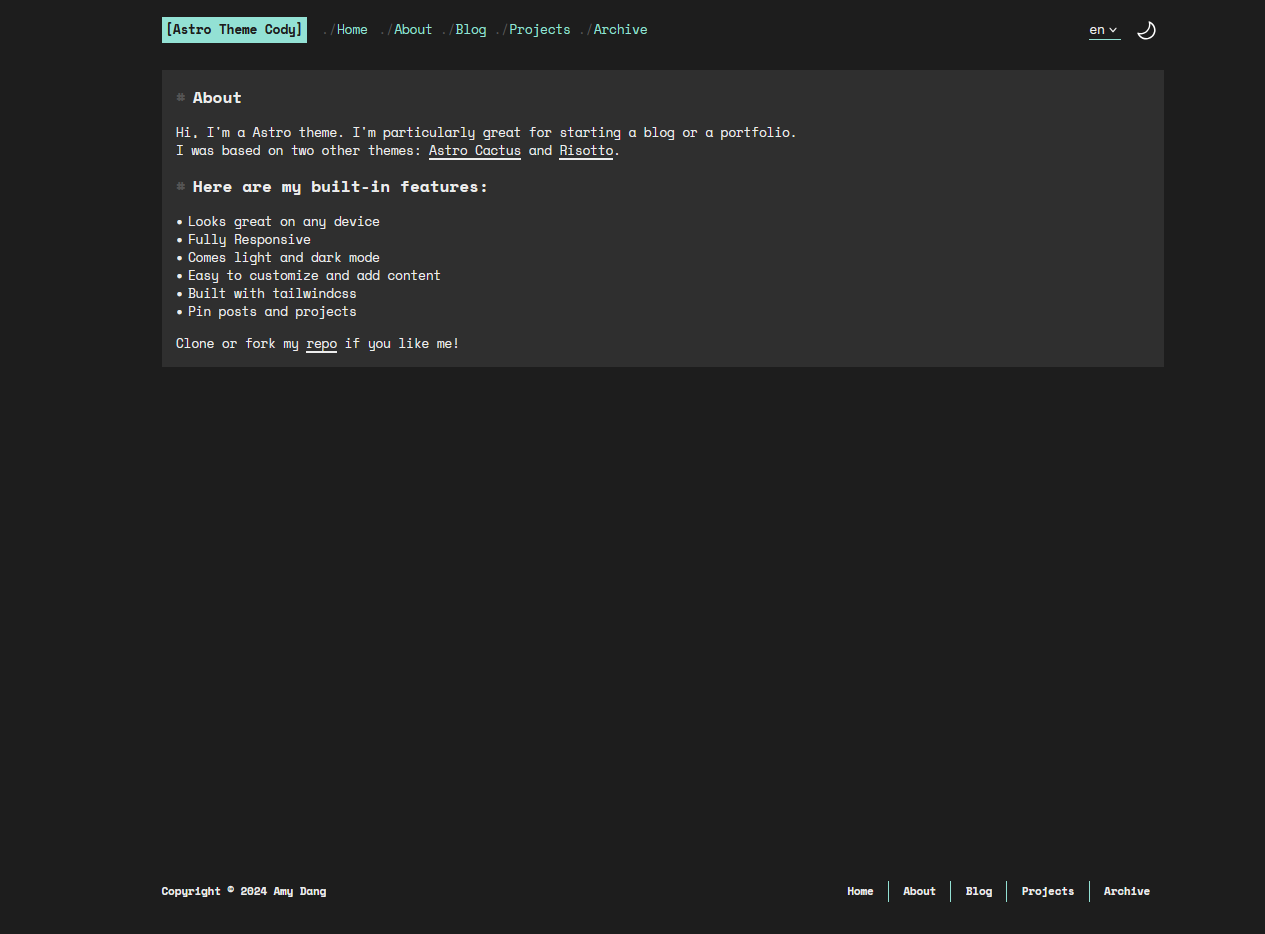 [Astro Theme Cody] ./Home ./About ./Blog ./Projects ./Archive en
# About
Hi, I'm a Astro theme. I'm particularly great for starting a blog or a portfolio.
I was based on two other themes: Astro Cactus and Risotto.
# Here are my built-in features:
• Looks great on any device
• Fully Responsive
• Comes light and dark mode
• Easy to customize and add content
• Built with tailwindcss
• Pin posts and projects
Clone or fork my repo if you like me!
Copyright © 2024 Amy Dang Home About Blog Projects Archive